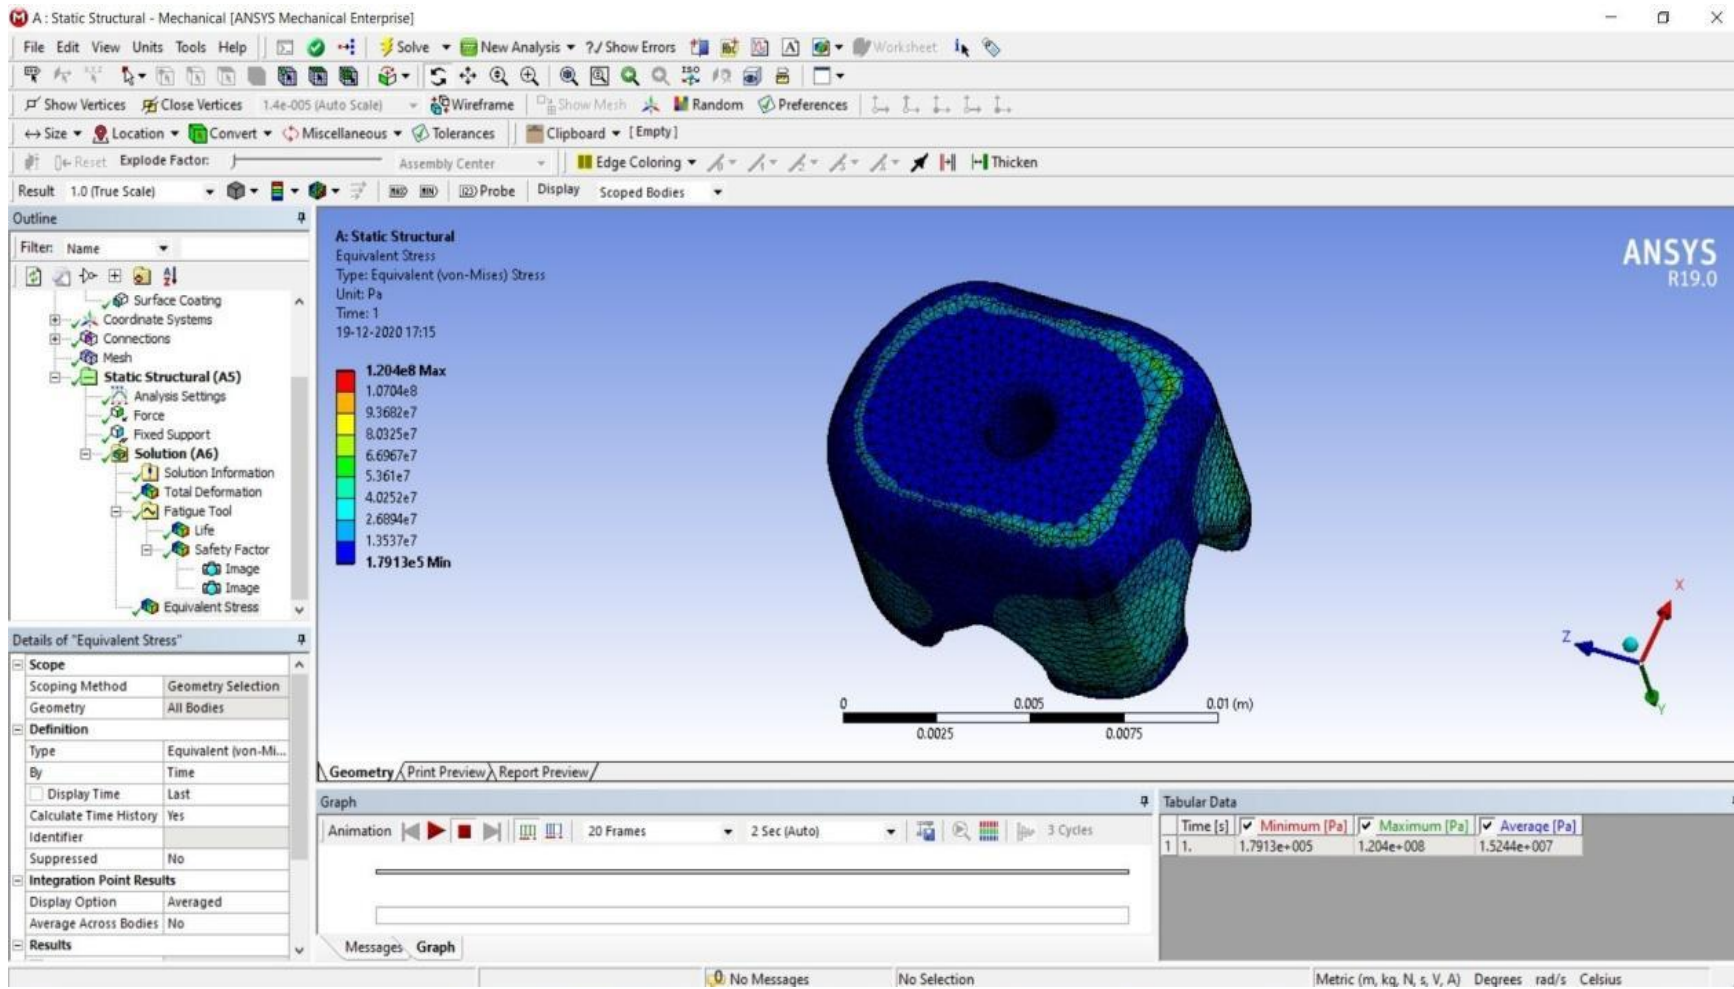 A : Static Structural - Mechanical [ANSYS Mechanical Enterprise]
File Edit View Units Tools Help Solve New Analysis ?/ Show Errors Worksheet
Show Vertices Close Vertices 1.4e-005 (Auto Scale) Wireframe Show Mesh Random Preferences
Size Location Convert Miscellaneous Tolerances Clipboard [Empty]
Reset Explode Factor: Assembly Center Edge Coloring Thicken
Result 1.0 (True Scale) MAX MIN Probe Display Scoped Bodies
Outline
Filter: Name
Surface Coating
Coordinate Systems
Connections
Mesh
Static Structural (A5)
Analysis Settings
Force
Fixed Support
Solution (A6)
Solution Information
Total Deformation
Fatigue Tool
Life
Safety Factor
Image
Image
Equivalent Stress
Details of "Equivalent Stress"
Scope
Scoping Method Geometry Selection
Geometry All Bodies
Definition
Type Equivalent (von-Mi...
By Time
Display Time Last
Calculate Time History Yes
Identifier
Suppressed No
Integration Point Results
Display Option Averaged
Average Across Bodies No
Results
A: Static Structural
Equivalent Stress
Type: Equivalent (von-Mises) Stress
Unit: Pa
Time: 1
19-12-2020 17:15
1.204e8 Max
1.0704e8
9.3682e7
8.0325e7
6.6967e7
5.361e7
4.0252e7
2.6894e7
1.3537e7
1.7913e5 Min
ANSYS
R19.0
X
Z
Y
0 0.005 0.01 (m)
0.0025 0.0075
Geometry Print Preview Report Preview
Graph
Animation 20 Frames 2 Sec (Auto) 3 Cycles
Messages Graph
Tabular Data
Time [s] Minimum [Pa] Maximum [Pa] Average [Pa]
1 1. 1.7913e+005 1.204e+008 1.5244e+007
No Messages No Selection Metric (m, kg, N, s, V, A) Degrees rad/s Celsius